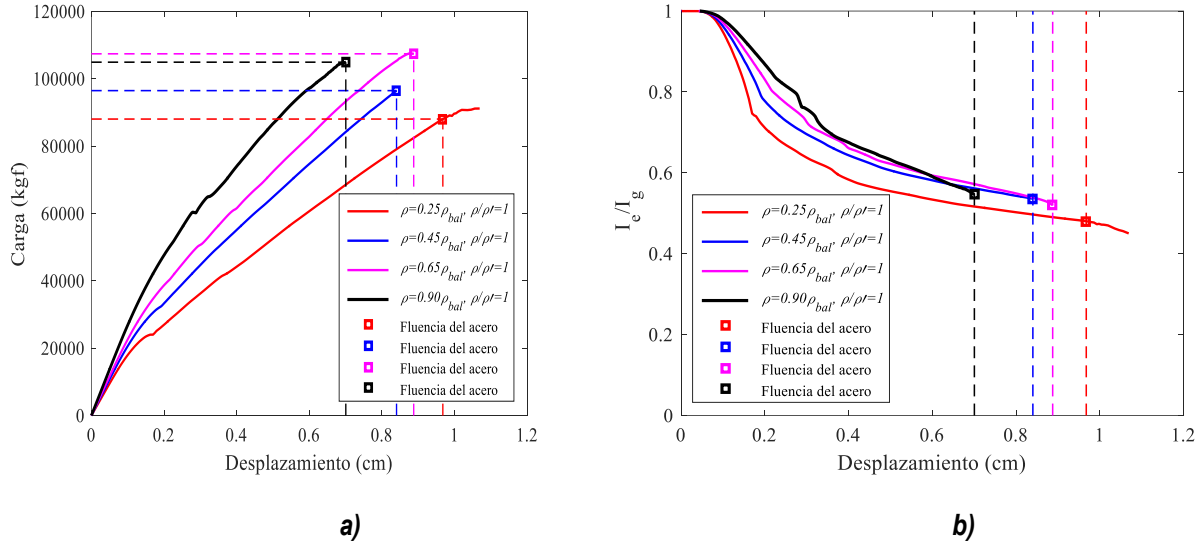 120000
100000
80000
60000
40000
20000
0
Carga (kgf)
0 0.2 0.4 0.6 0.8 1 1.2
Desplazamiento (cm)
ρ=0.25ρbal, ρ/ρ′=1
ρ=0.45ρbal, ρ/ρ′=1
ρ=0.65ρbal, ρ/ρ′=1
ρ=0.90ρbal, ρ/ρ′=1
Fluencia del acero
Fluencia del acero
Fluencia del acero
Fluencia del acero
a)
1
0.8
0.6
0.4
0.2
0
Ie/Ig
0 0.2 0.4 0.6 0.8 1 1.2
Desplazamiento (cm)
ρ=0.25ρbal, ρ/ρ′=1
ρ=0.45ρbal, ρ/ρ′=1
ρ=0.65ρbal, ρ/ρ′=1
ρ=0.90ρbal, ρ/ρ′=1
Fluencia del acero
Fluencia del acero
Fluencia del acero
Fluencia del acero
b)